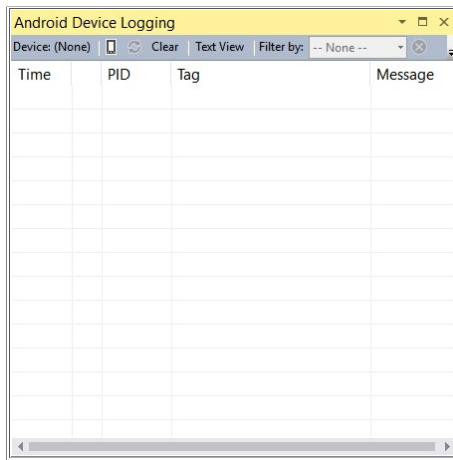 Android Device Logging
Device: (None) Clear Text View Filter by: -- None --
Time PID Tag Message